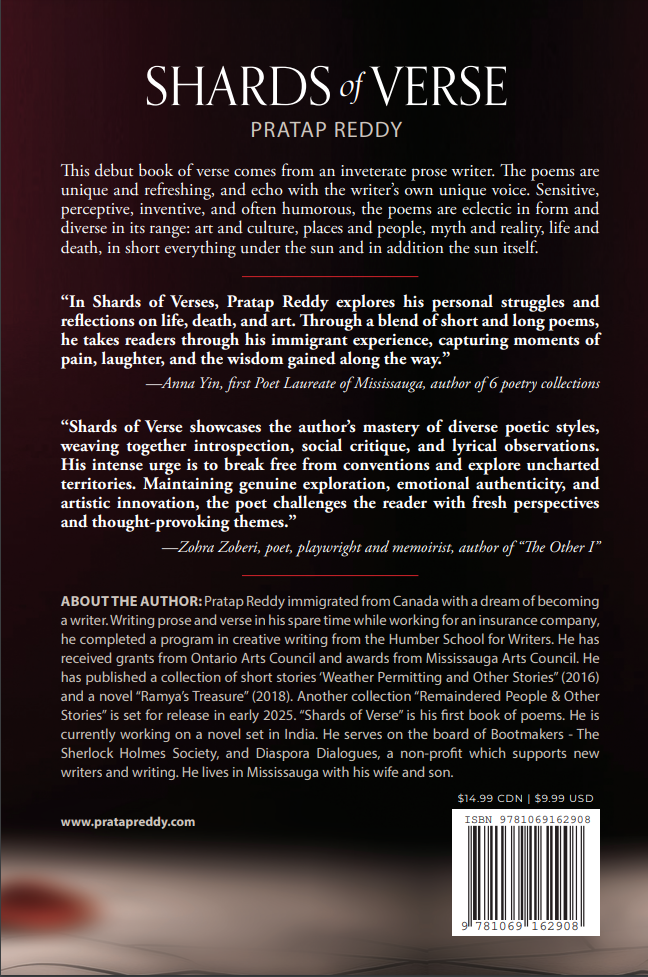 SHARDS of VERSE
PRATAP REDDY
This debut book of verse comes from an inveterate prose writer. The poems are
unique and refreshing, and echo with the writer’s own unique voice. Sensitive,
perceptive, inventive, and often humorous, the poems are eclectic in form and
diverse in its range: art and culture, places and people, myth and reality, life and
death, in short everything under the sun and in addition the sun itself.
“In Shards of Verses, Pratap Reddy explores his personal struggles and
reflections on life, death, and art. Through a blend of short and long poems,
he takes readers through his immigrant experience, capturing moments of
pain, laughter, and the wisdom gained along the way.”
—Anna Yin, first Poet Laureate of Mississauga, author of 6 poetry collections
“Shards of Verse showcases the author’s mastery of diverse poetic styles,
weaving together introspection, social critique, and lyrical observations.
His intense urge is to break free from conventions and explore uncharted
territories. Maintaining genuine exploration, emotional authenticity, and
artistic innovation, the poet challenges the reader with fresh perspectives
and thought-provoking themes.”
—Zohra Zoberi, poet, playwright and memoirist, author of “The Other I”
ABOUT THE AUTHOR: Pratap Reddy immigrated from Canada with a dream of becoming
a writer. Writing prose and verse in his spare time while working for an insurance company,
he completed a program in creative writing from the Humber School for Writers. He has
received grants from Ontario Arts Council and awards from Mississauga Arts Council. He
has published a collection of short stories ‘Weather Permitting and Other Stories” (2016)
and a novel “Ramya’s Treasure” (2018). Another collection “Remaindered People & Other
Stories” is set for release in early 2025. “Shards of Verse” is his first book of poems. He is
currently working on a novel set in India. He serves on the board of Bootmakers - The
Sherlock Holmes Society, and Diaspora Dialogues, a non-profit which supports new
writers and writing. He lives in Mississauga with his wife and son.
$14.99 CDN | $9.99 USD
www.pratapreddy.com
ISBN 9781069162908
9 781069 162908